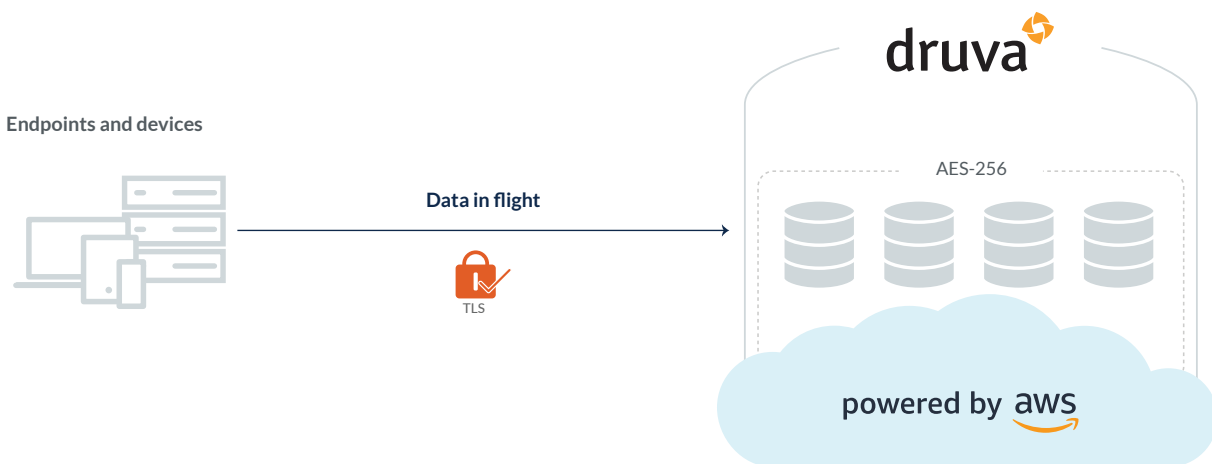 druva
Endpoints and devices
AES-256
Data in flight
TLS
powered by aws